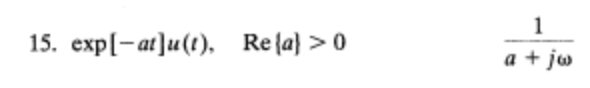 15. exp[−at]u(t), Re{a} > 0 1/(a + jω)